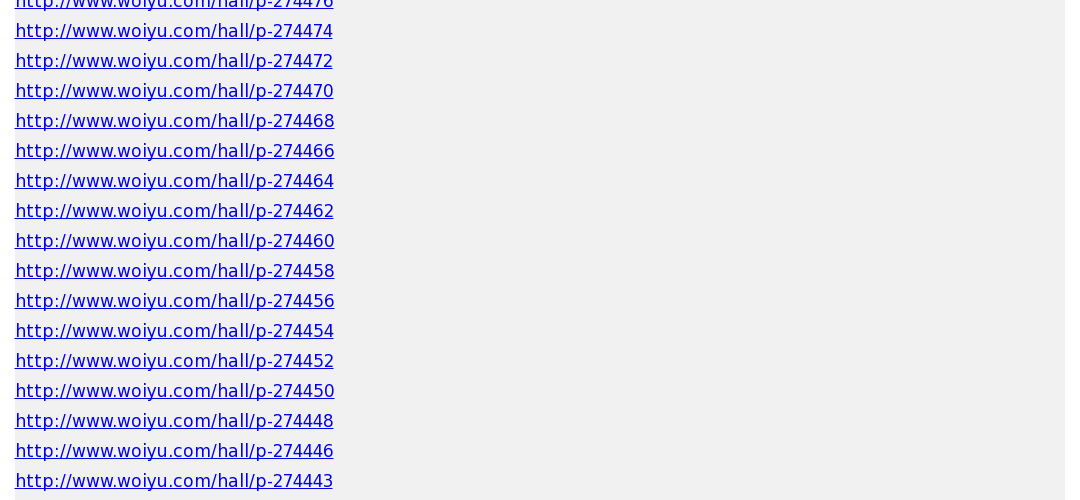 http://www.woiyu.com/hall/p-274476
http://www.woiyu.com/hall/p-274474
http://www.woiyu.com/hall/p-274472
http://www.woiyu.com/hall/p-274470
http://www.woiyu.com/hall/p-274468
http://www.woiyu.com/hall/p-274466
http://www.woiyu.com/hall/p-274464
http://www.woiyu.com/hall/p-274462
http://www.woiyu.com/hall/p-274460
http://www.woiyu.com/hall/p-274458
http://www.woiyu.com/hall/p-274456
http://www.woiyu.com/hall/p-274454
http://www.woiyu.com/hall/p-274452
http://www.woiyu.com/hall/p-274450
http://www.woiyu.com/hall/p-274448
http://www.woiyu.com/hall/p-274446
http://www.woiyu.com/hall/p-274443